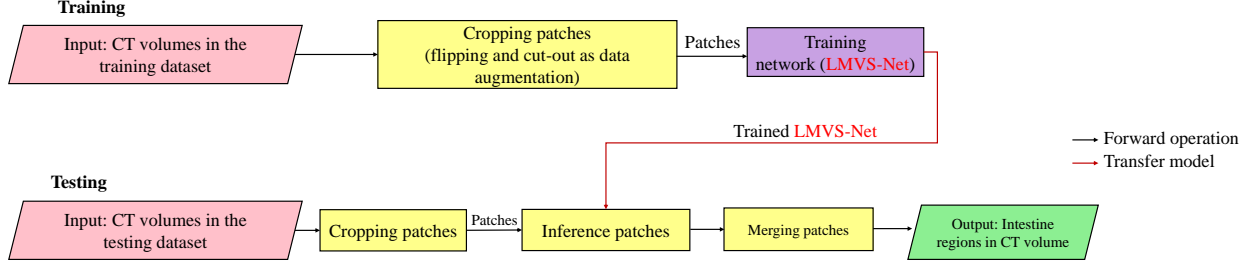 Training
Input: CT volumes in the
training dataset
Cropping patches
(flipping and cut-out as data
augmentation)
Patches
Training
network (LMVS-Net)
Trained LMVS-Net
Forward operation
Transfer model
Testing
Input: CT volumes in the
testing dataset
Cropping patches
Patches
Inference patches
Merging patches
Output: Intestine
regions in CT volume